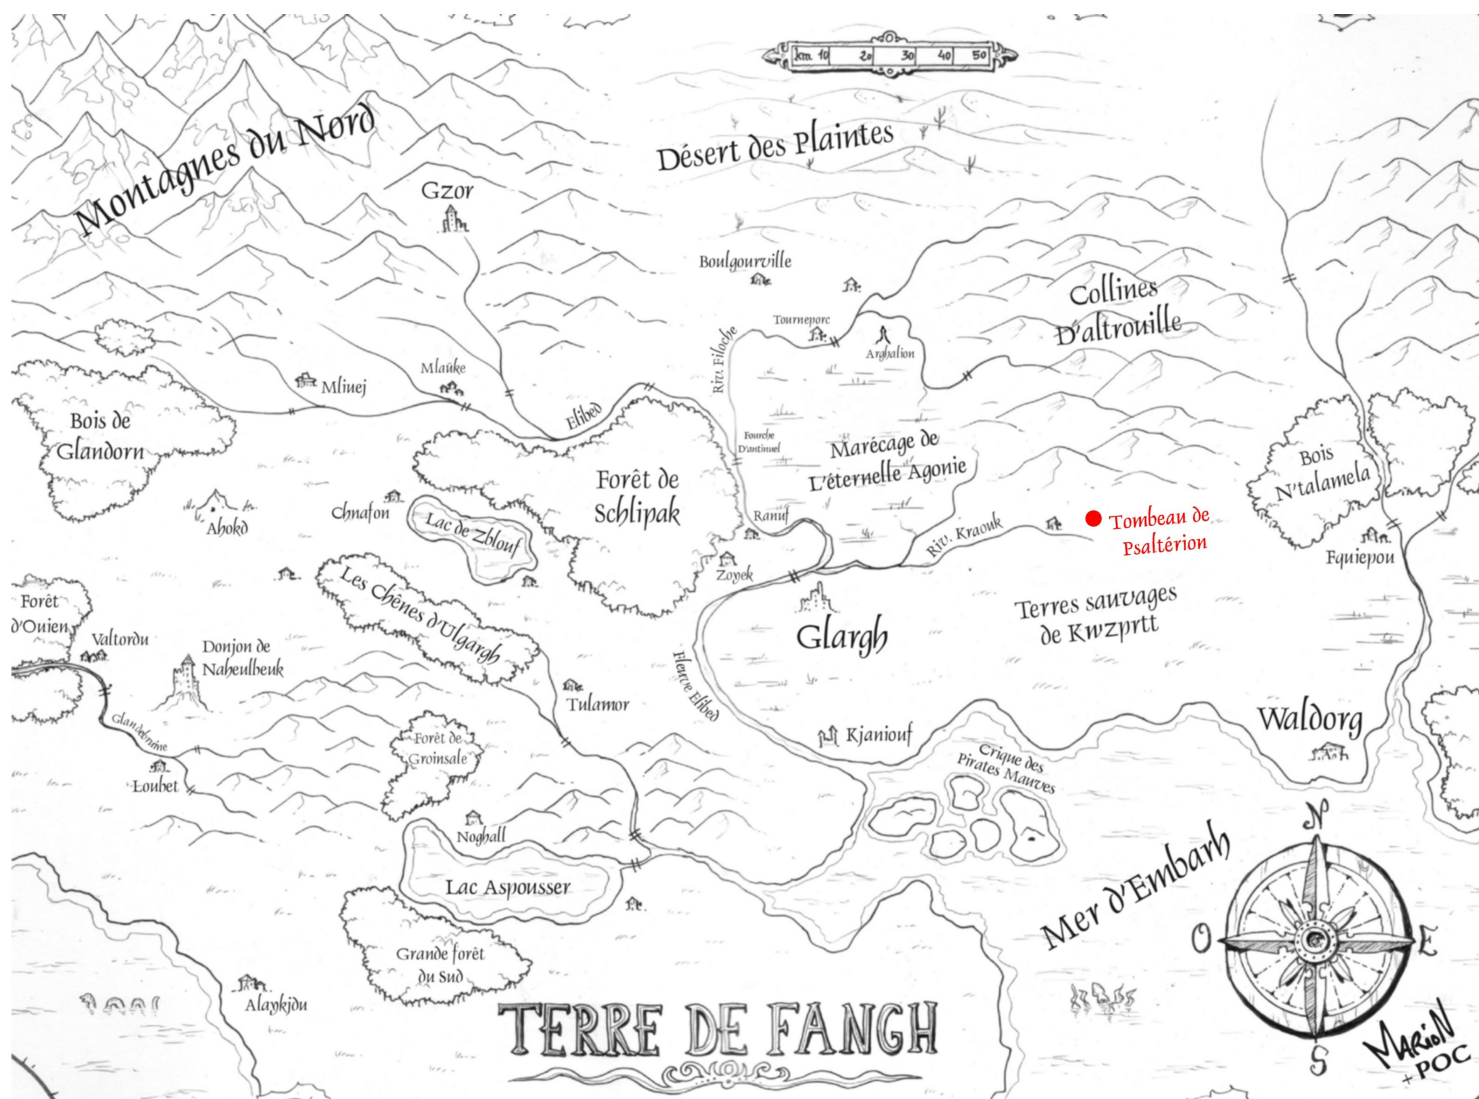 km 10 20 30 40 50
Montagnes du Nord
Désert des Plaintes
Gzor
Boulgourville
Collines
D'altrouille
Tourneporc
Arghalion
Riv. Filoche
Mliuej
Mlaüke
Elibed
Bois de
Glandorn
Fourche
D'antinuel
Marécage de
L'éternelle Agonie
Forêt de
Schlipak
Bois
N'talamela
Chnafon
Lac de Zblouf
Ahokd
Ranuf
Riv. Kraouk
Tombeau de
Psaltérion
Zoyek
Fquiepou
Les Chênes d'Ulgargh
Forêt
d'Ouien
Valtordu
Donjon de
Naheulbeuk
Glargh
Terres sauvages
de Kwzprtt
Fleuve Elibed
Tulamor
Glandebruine
Forêt de
Groinsale
Kjaniouf
Waldorg
Crique des
Pirates Mauves
Loubet
Noghall
Lac Aspousser
Mer d'Embarh
Grande forêt
du Sud
Alaykjdu
N
O
E
S
TERRE DE FANGH
MARION
+ POC